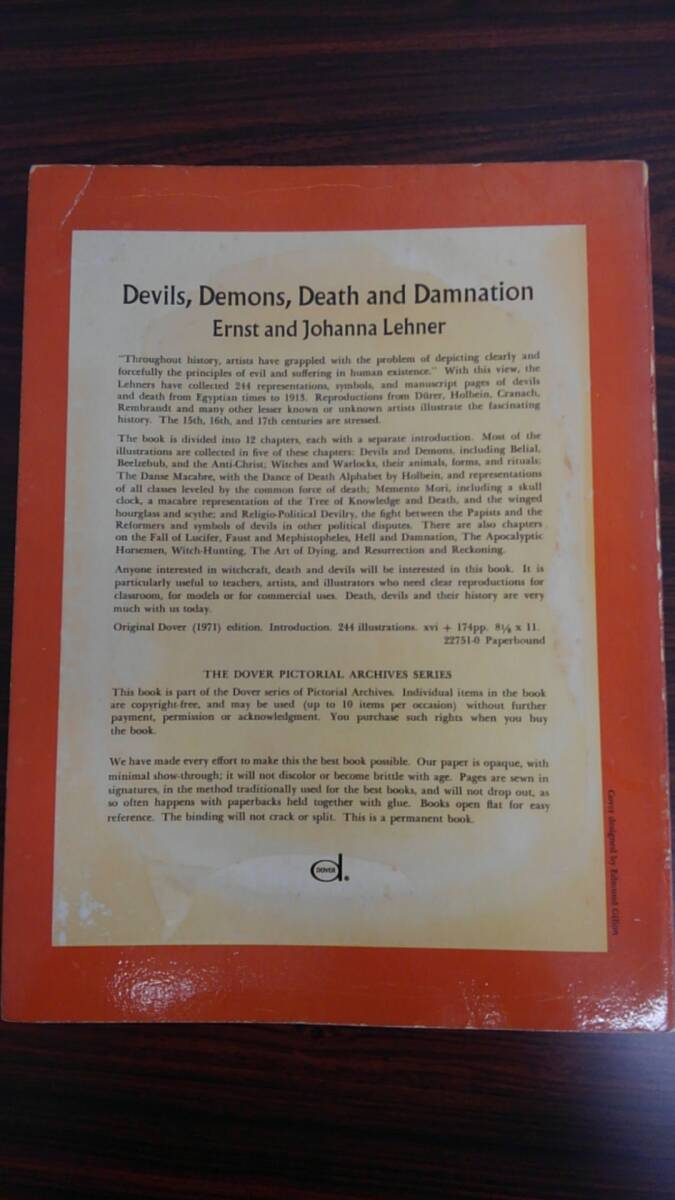 Devils, Demons, Death and Damnation
Ernst and Johanna Lehner
"Throughout history, artists have grappled with the problem of depicting clearly and
forcefully the principles of evil and suffering in human existence." With this view, the
Lehners have collected 244 representations, symbols, and manuscript pages of devils
and death from Egyptian times to 1913. Reproductions from Dürer, Holbein, Cranach,
Rembrandt and many other lesser known or unknown artists illustrate the fascinating
history. The 15th, 16th, and 17th centuries are stressed.
The book is divided into 12 chapters, each with a separate introduction. Most of the
illustrations are collected in five of these chapters: Devils and Demons, including Belial,
Beelzebub, and the Anti-Christ; Witches and Warlocks, their animals, forms, and rituals;
The Danse Macabre, with the Dance of Death Alphabet by Holbein, and representations
of all classes leveled by the common force of death; Memento Mori, including a skull
clock, a macabre representation of the Tree of Knowledge and Death, and the winged
hourglass and scythe; and Religio-Political Devilry, the fight between the Papists and the
Reformers and symbols of devils in other political disputes. There are also chapters
on the Fall of Lucifer, Faust and Mephistopheles, Hell and Damnation, The Apocalyptic
Horsemen, Witch-Hunting, The Art of Dying, and Resurrection and Reckoning.
Anyone interested in witchcraft, death and devils will be interested in this book. It is
particularly useful to teachers, artists, and illustrators who need clear reproductions for
classroom, for models or for commercial uses. Death, devils and their history are very
much with us today.
Original Dover (1971) edition. Introduction. 244 illustrations. xvi + 174pp. 8¼ x 11.
22751-0 Paperbound
THE DOVER PICTORIAL ARCHIVES SERIES
This book is part of the Dover series of Pictorial Archives. Individual items in the book
are copyright-free, and may be used (up to 10 items per occasion) without further
payment, permission or acknowledgment. You purchase such rights when you buy
the book.
We have made every effort to make this the best book possible. Our paper is opaque, with
minimal show-through; it will not discolor or become brittle with age. Pages are sewn in
signatures, in the method traditionally used for the best books, and will not drop out, as
so often happens with paperbacks held together with glue. Books open flat for easy
reference. The binding will not crack or split. This is a permanent book.
DOVER
Cover designed by Edmund Gillon